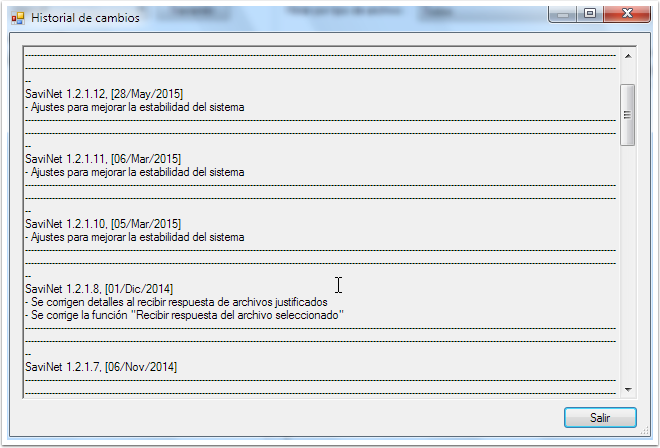 Historial de cambios
--
SaviNet 1.2.1.12, [28/May/2015]
- Ajustes para mejorar la estabilidad del sistema
--
SaviNet 1.2.1.11, [06/Mar/2015]
- Ajustes para mejorar la estabilidad del sistema
--
SaviNet 1.2.1.10, [05/Mar/2015]
- Ajustes para mejorar la estabilidad del sistema
--
SaviNet 1.2.1.8, [01/Dic/2014]
- Se corrigen detalles al recibir respuesta de archivos justificados
- Se corrige la función "Recibir respuesta del archivo seleccionado"
--
SaviNet 1.2.1.7, [06/Nov/2014]
Salir